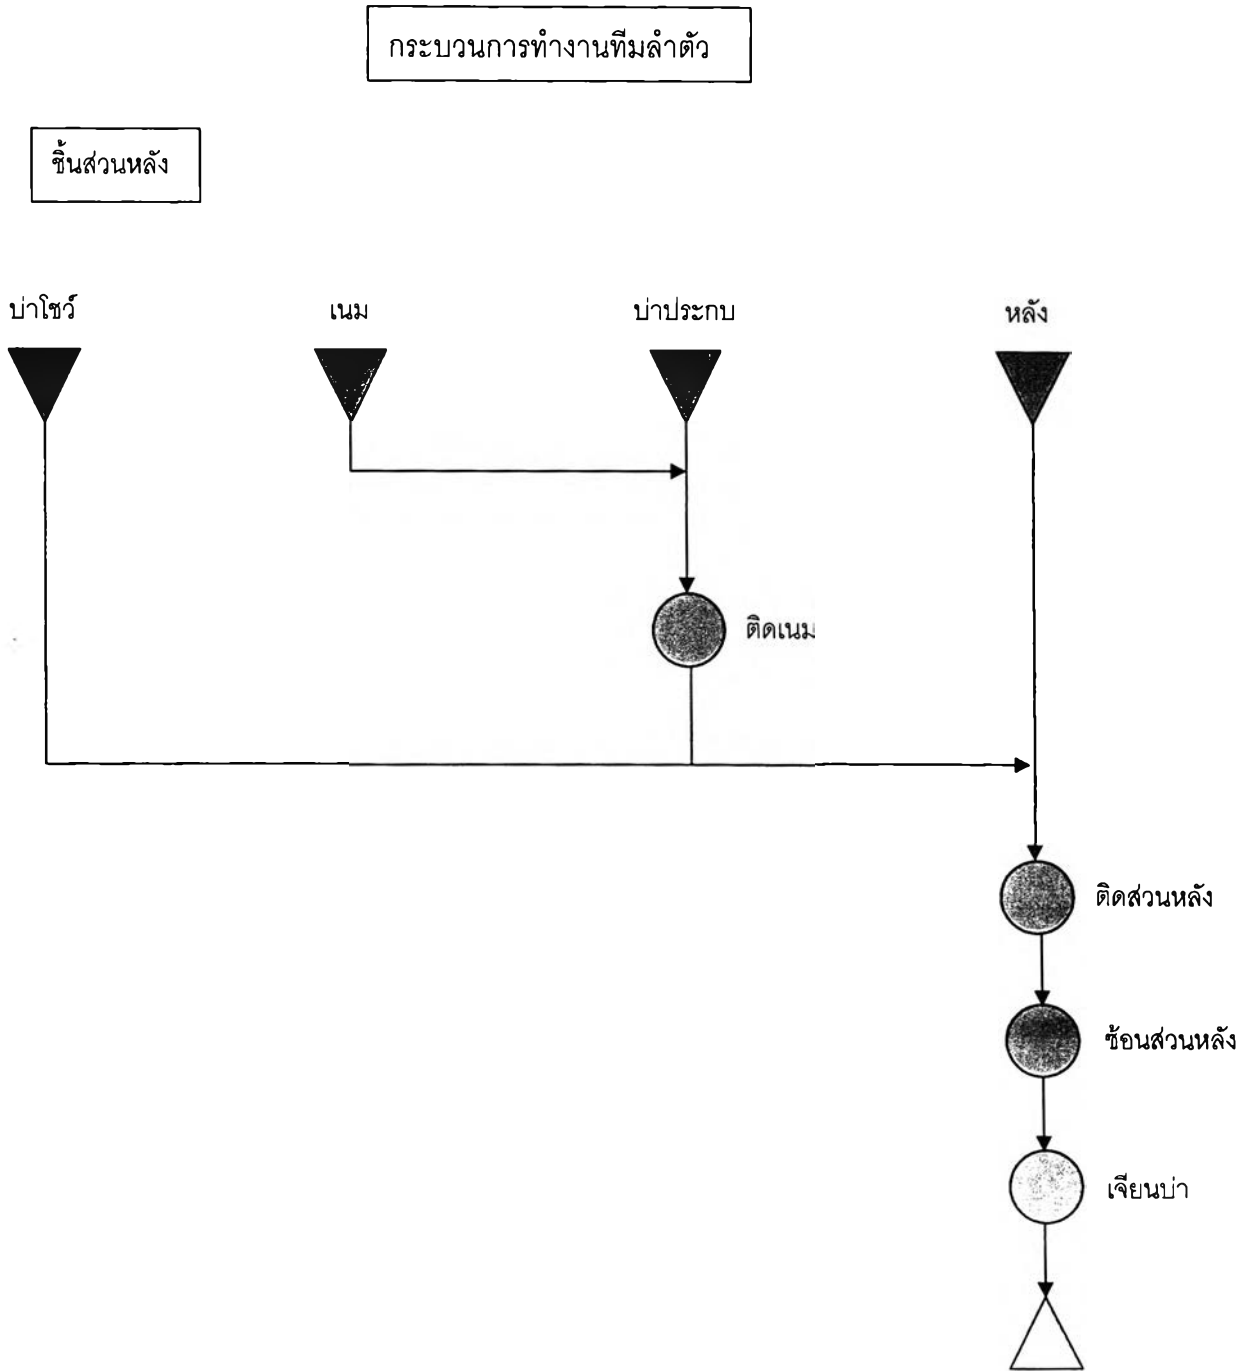 กระบวนการทำงานทีมลำตัว
ชิ้นส่วนหลัง
บ่าโชว์
เนม
บ่าประกบ
หลัง
ติดเนม
ติดส่วนหลัง
ซ้อนส่วนหลัง
เจียนบ่า